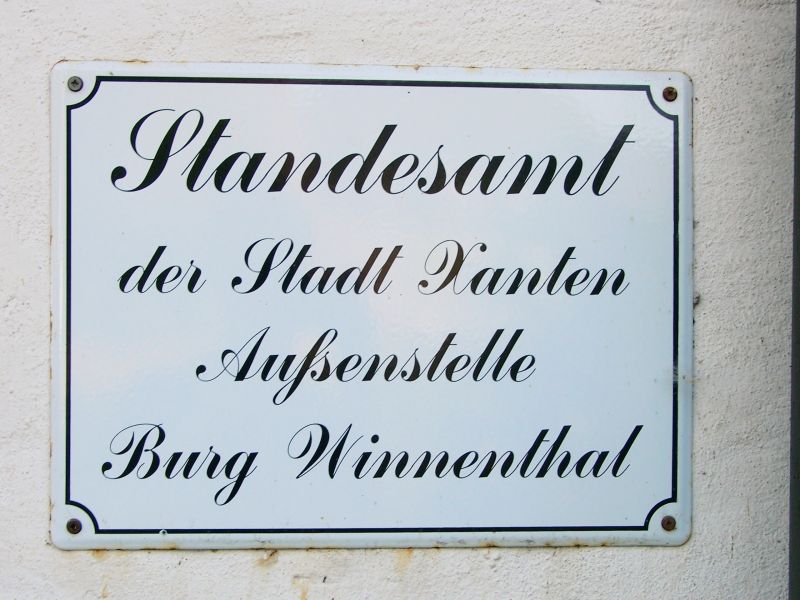 Standesamt
der Stadt Xanten
Außenstelle
Burg Winnenthal